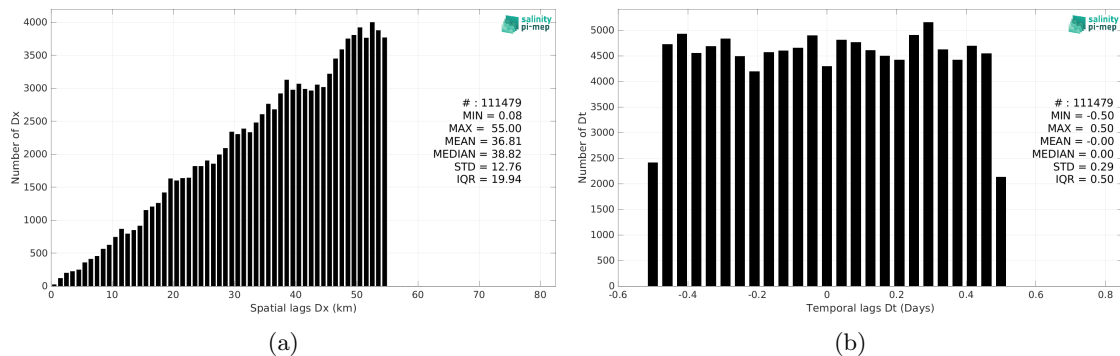 4000
3500
3000
2500
2000
1500
1000
500
0
Number of Dx
0 10 20 30 40 50 60 70 80
Spatial lags Dx (km)
salinity
pi-mep
# : 111479
MIN = 0.08
MAX = 55.00
MEAN = 36.81
MEDIAN = 38.82
STD = 12.76
IQR = 19.94
(a)
5000
4500
4000
3500
3000
2500
2000
1500
1000
500
0
Number of Dt
-0.6 -0.4 -0.2 0 0.2 0.4 0.6 0.8
Temporal lags Dt (Days)
salinity
pi-mep
# : 111479
MIN = -0.50
MAX = 0.50
MEAN = -0.00
MEDIAN = 0.00
STD = 0.29
IQR = 0.50
(b)